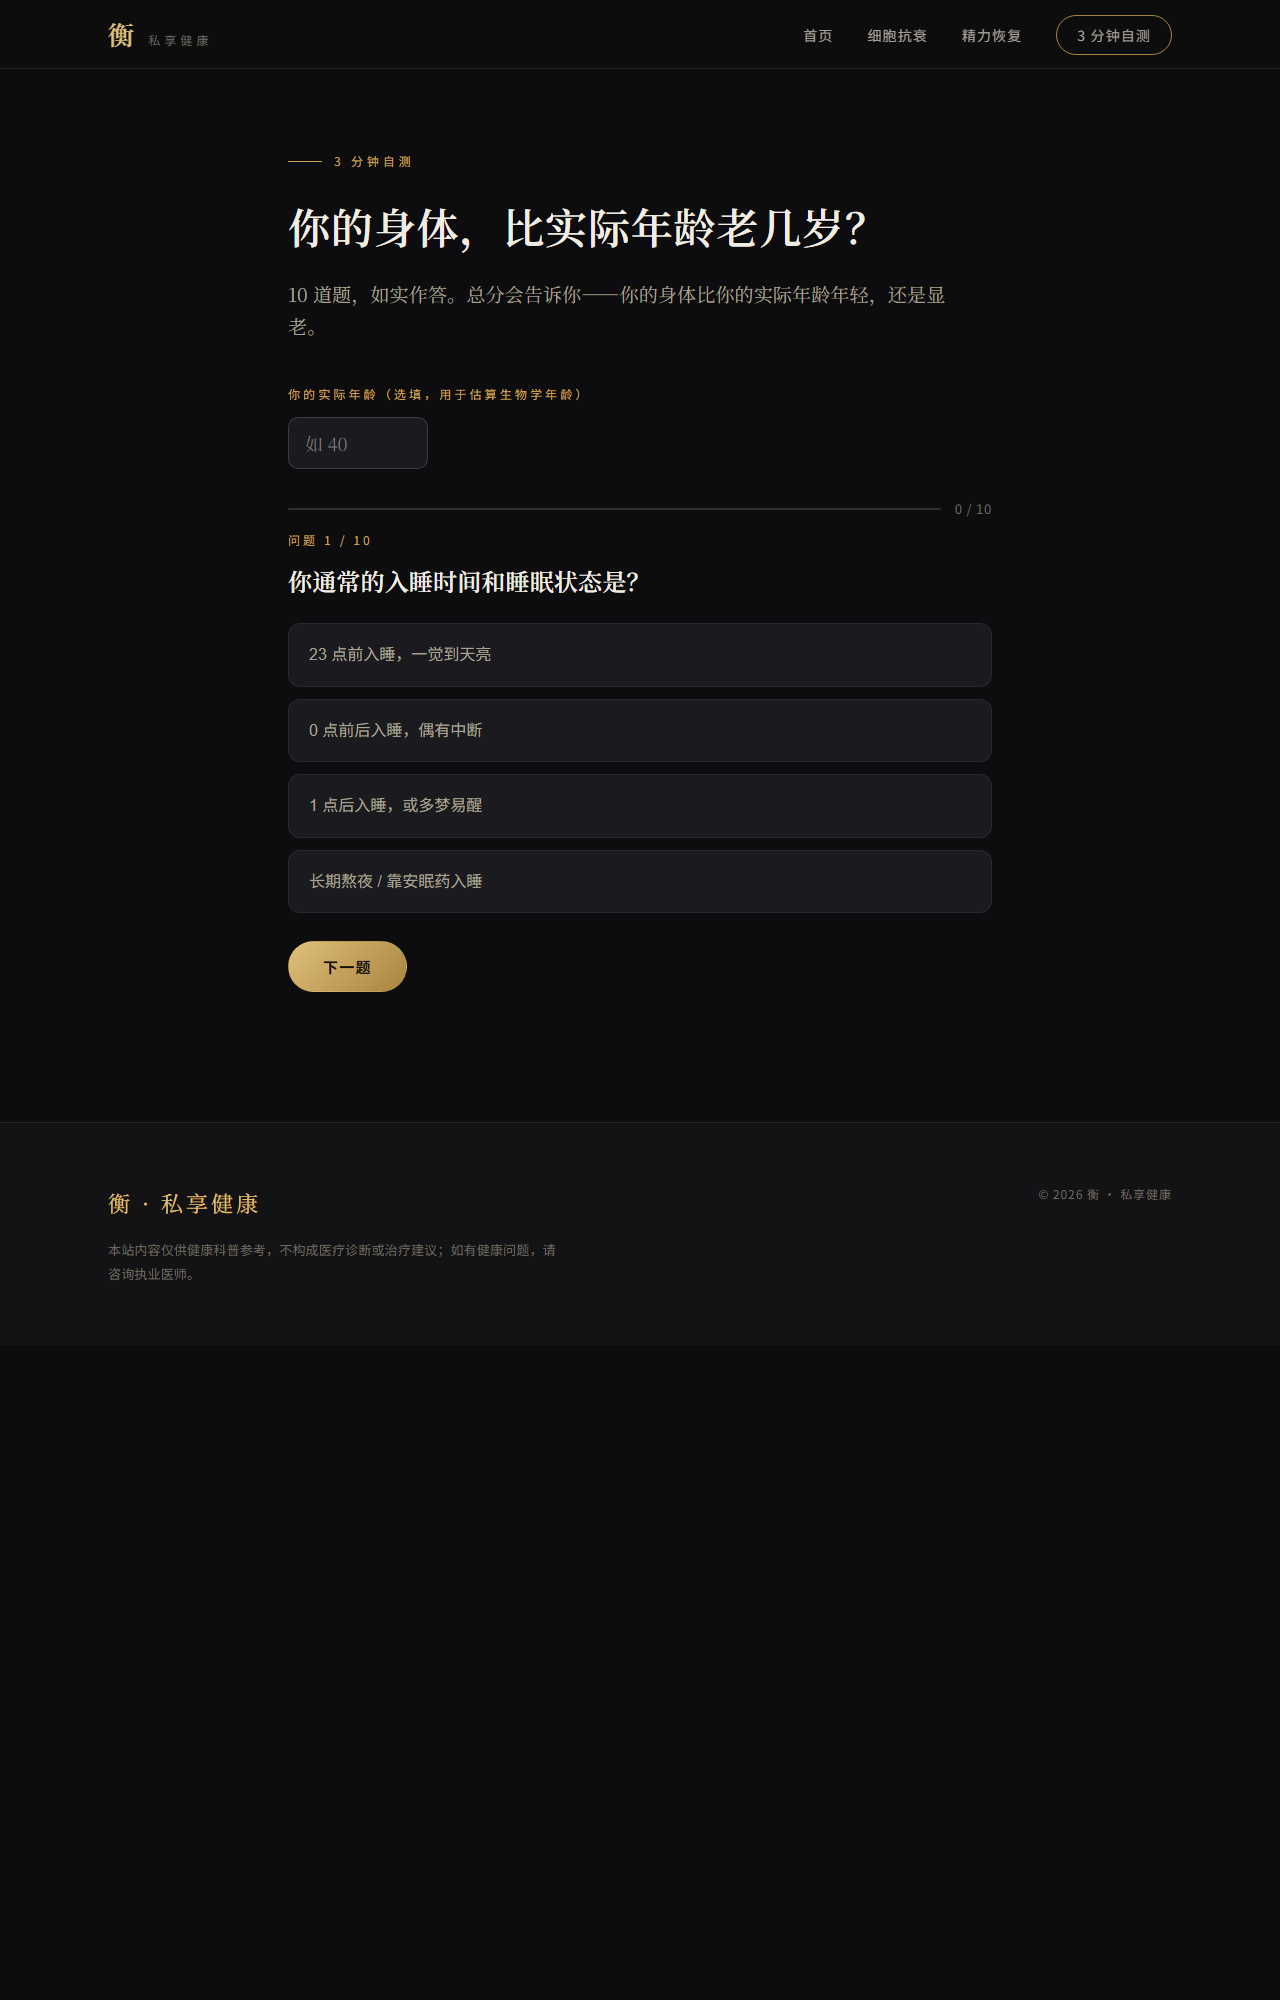 衡 私享健康
首页 细胞抗衰 精力恢复 3 分钟自测
3 分钟自测
你的身体，比实际年龄老几岁？
10 道题，如实作答。总分会告诉你——你的身体比你的实际年龄年轻，还是显
老。
你的实际年龄（选填，用于估算生物学年龄）
如 40
0 / 10
问题 1 / 10
你通常的入睡时间和睡眠状态是？
23 点前入睡，一觉到天亮
0 点前后入睡，偶有中断
1 点后入睡，或多梦易醒
长期熬夜 / 靠安眠药入睡
下一题
衡 · 私享健康
© 2026 衡 · 私享健康
本站内容仅供健康科普参考，不构成医疗诊断或治疗建议；如有健康问题，请
咨询执业医师。